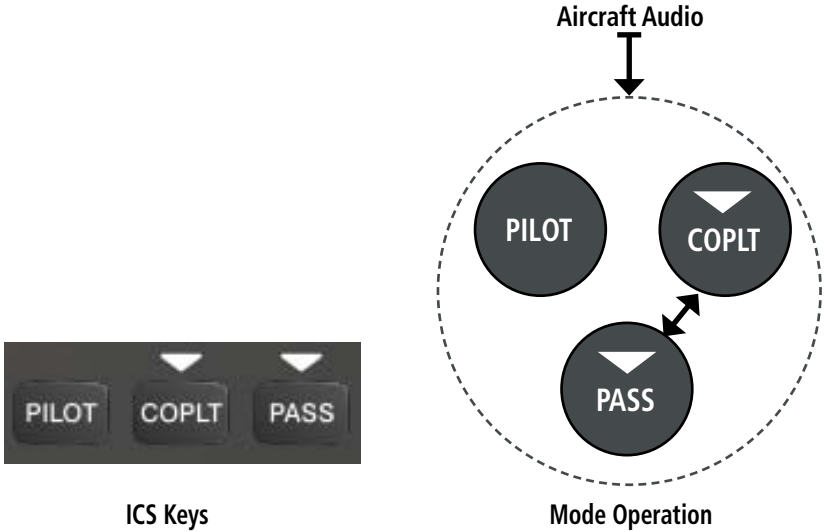 Aircraft Audio
PILOT
COPLT
PASS
PILOT COPLT PASS
ICS Keys
Mode Operation